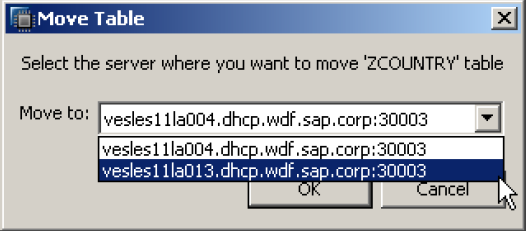 Move Table
Select the server where you want to move 'ZCOUNTRY' table
Move to: vesles11la004.dhcp.wdf.sap.corp:30003
vesles11la004.dhcp.wdf.sap.corp:30003
vesles11la013.dhcp.wdf.sap.corp:30003
OK Cancel